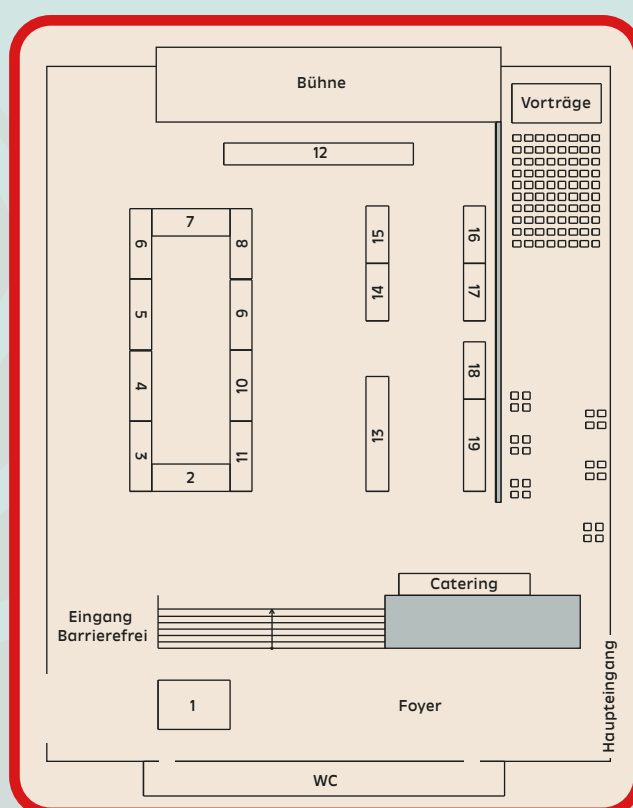 Bühne
Vorträge
12
7
6
8
15
16
5
9
14
17
4
10
18
3
11
13
19
2
Catering
Eingang
Barrierefrei
Haupteingang
1
Foyer
WC